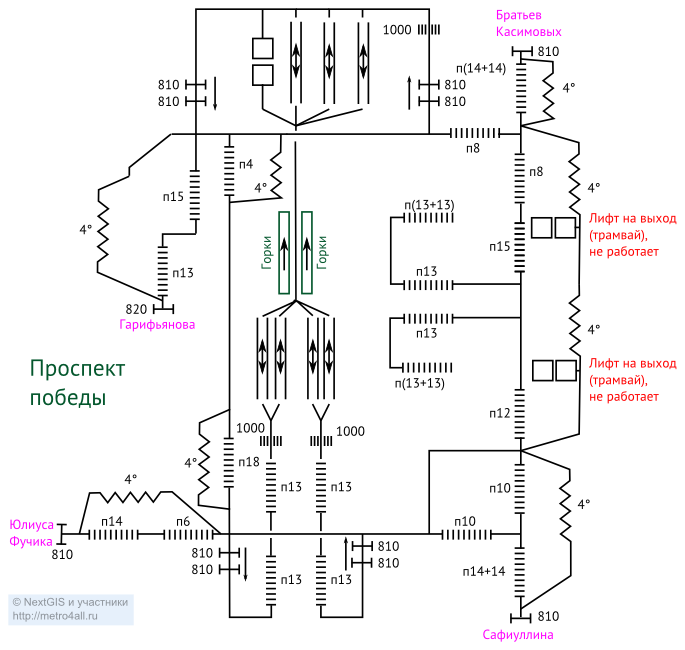 Братьев
Касимовых
1000
810
п(14+14)
810
810
810
810
4°
п8
п4
п8
4°
4°
п15
п(13+13)
Лифт на выход
(трамвай),
не работает
4°
Горки
Горки
п15
п13
п13
820
Гарифьянова
п13
4°
Проспект
победы
Лифт на выход
(трамвай),
не работает
п(13+13)
п12
1000
1000
4°
п18
4°
п13
п13
п10
4°
Юлиуса
Фучика
п14
п6
п10
810
810
810
810
810
п13
п13
п14+14
© NextGIS и участники
http://metro4all.ru
810
Сафиуллина